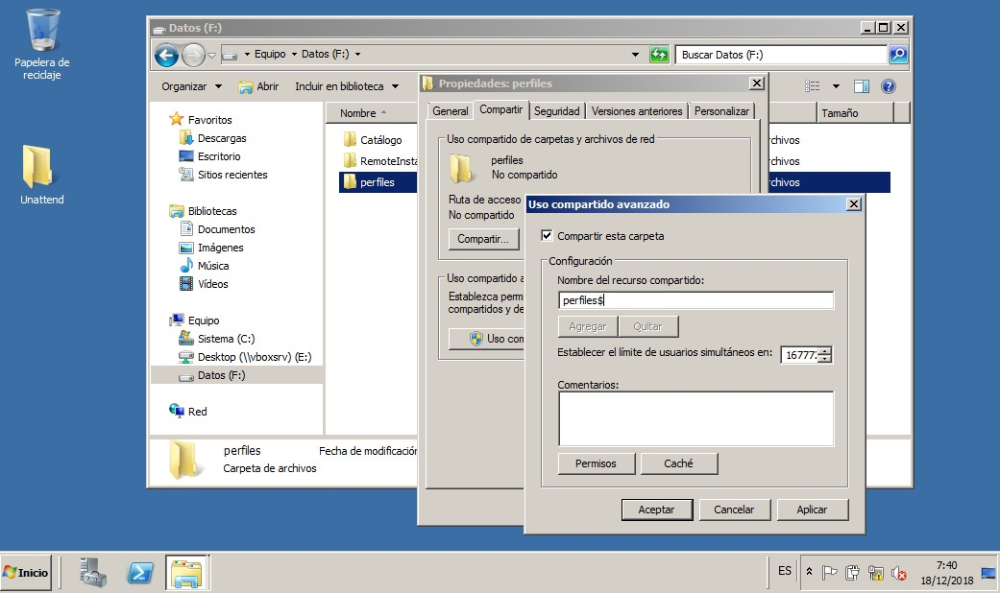 Papelera de
reciclaje
Unattend
Datos (F:)
Equipo
Datos (F:)
Buscar Datos (F:)
Organizar
Abrir
Incluir en biblioteca
Favoritos
Descargas
Escritorio
Sitios recientes
Bibliotecas
Documentos
Imágenes
Música
Vídeos
Equipo
Sistema (C:)
Desktop (\\vboxsrv) (E:)
Datos (F:)
Red
Nombre
Tamaño
Catálogo
RemoteInsta
perfiles
rchivos
rchivos
rchivos
perfiles
Fecha de modificación
Carpeta de archivos
Propiedades: perfiles
General
Compartir
Seguridad
Versiones anteriores
Personalizar
Uso compartido de carpetas y archivos de red
perfiles
No compartido
Ruta de acceso
No compartido
Compartir...
Uso compartido a
Establezca perm
compartidos y de
Uso com
Uso compartido avanzado
Compartir esta carpeta
Configuración
Nombre del recurso compartido:
perfiles$
Agregar
Quitar
Establecer el límite de usuarios simultáneos en:
16777
Comentarios:
Permisos
Caché
Aceptar
Cancelar
Aplicar
Inicio
ES
7:40
18/12/2018